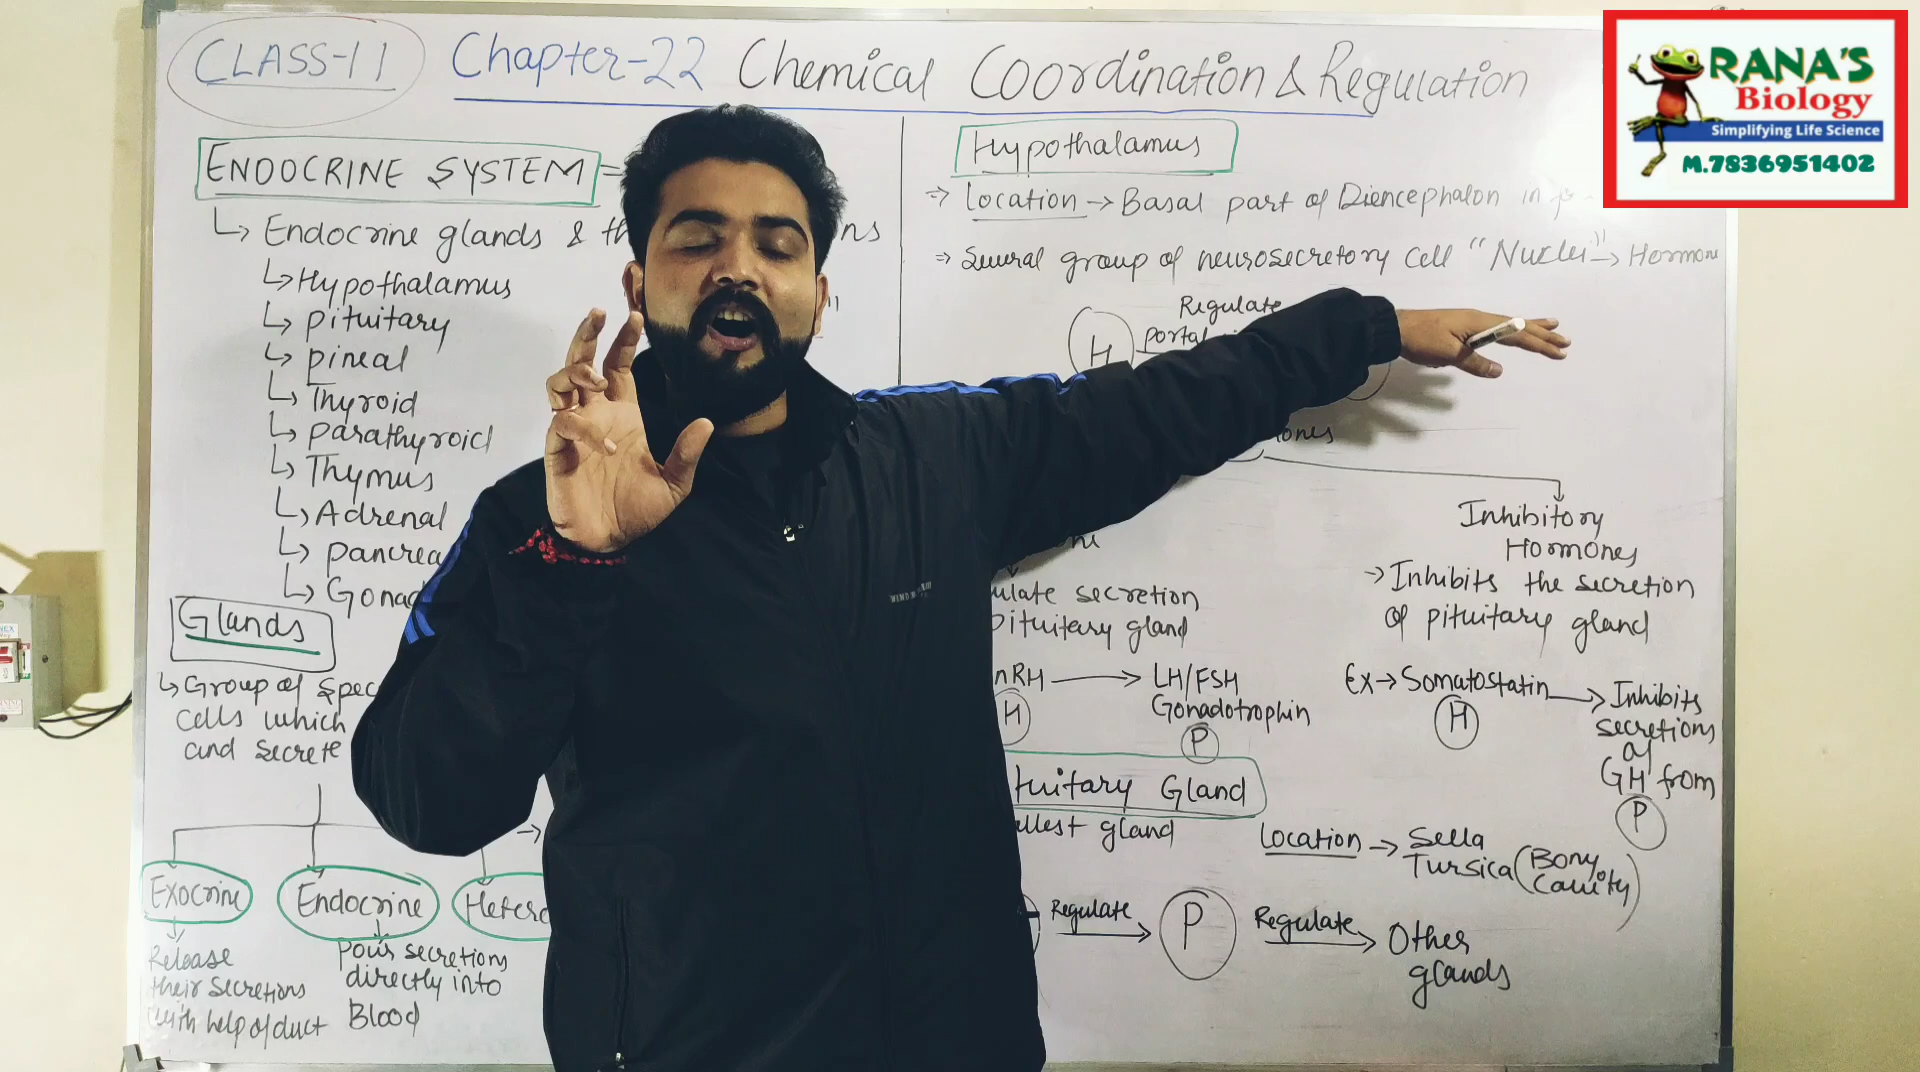 CLASS-11 Chapter-22 Chemical Coordination & Regulation
RANA'S
Biology
Simplifying Life Science
M.7836951402
ENDOCRINE SYSTEM =
Endocrine glands & th
ns
Hypothalamus
pituitary
pineal
Thyroid
parathyroid
Thymus
Adrenal
pancrea
Gonad
Glands
Group of spec
cells which
and secrete
Exocrine
Endocrine
Hetero
Release
their secretions
with help of duct
Pour secretions
directly into
Blood
Hypothalamus
⇒ location → Basal part of Diencephalon in
⇒ Several group of neurosecretory cell "Nuclei" → Hormone
Regulate
H portal
ones
ulate secretion
pituitary gland
nRH → LH/FSH
H Gonadotrophin
P
Inhibitory
Hormones
→ Inhibits the secretion
of pituitary gland
Ex → Somatostatin → Inhibits
H secretions
of
GH from
P
tuitary Gland
llest gland
location → Sella
Tursica (Bony
Cavity)
Regulate → P Regulate → Other
glands